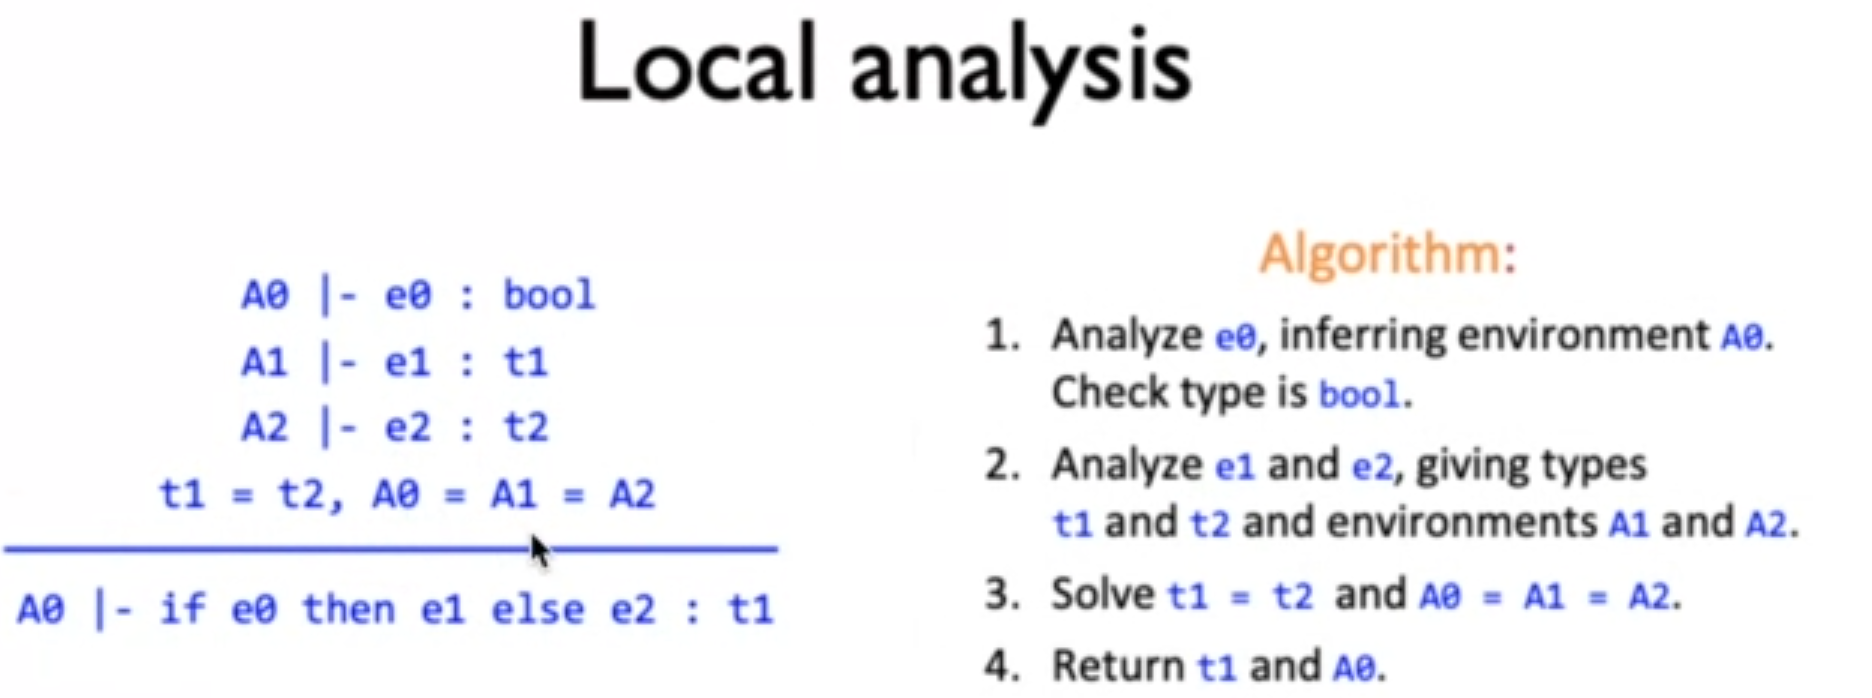 Local analysis
A0 |- e0 : bool
A1 |- e1 : t1
A2 |- e2 : t2
t1 = t2, A0 = A1 = A2
A0 |- if e0 then e1 else e2 : t1
Algorithm:
1. Analyze e0, inferring environment A0.
Check type is bool.
2. Analyze e1 and e2, giving types
t1 and t2 and environments A1 and A2.
3. Solve t1 = t2 and A0 = A1 = A2.
4. Return t1 and A0.